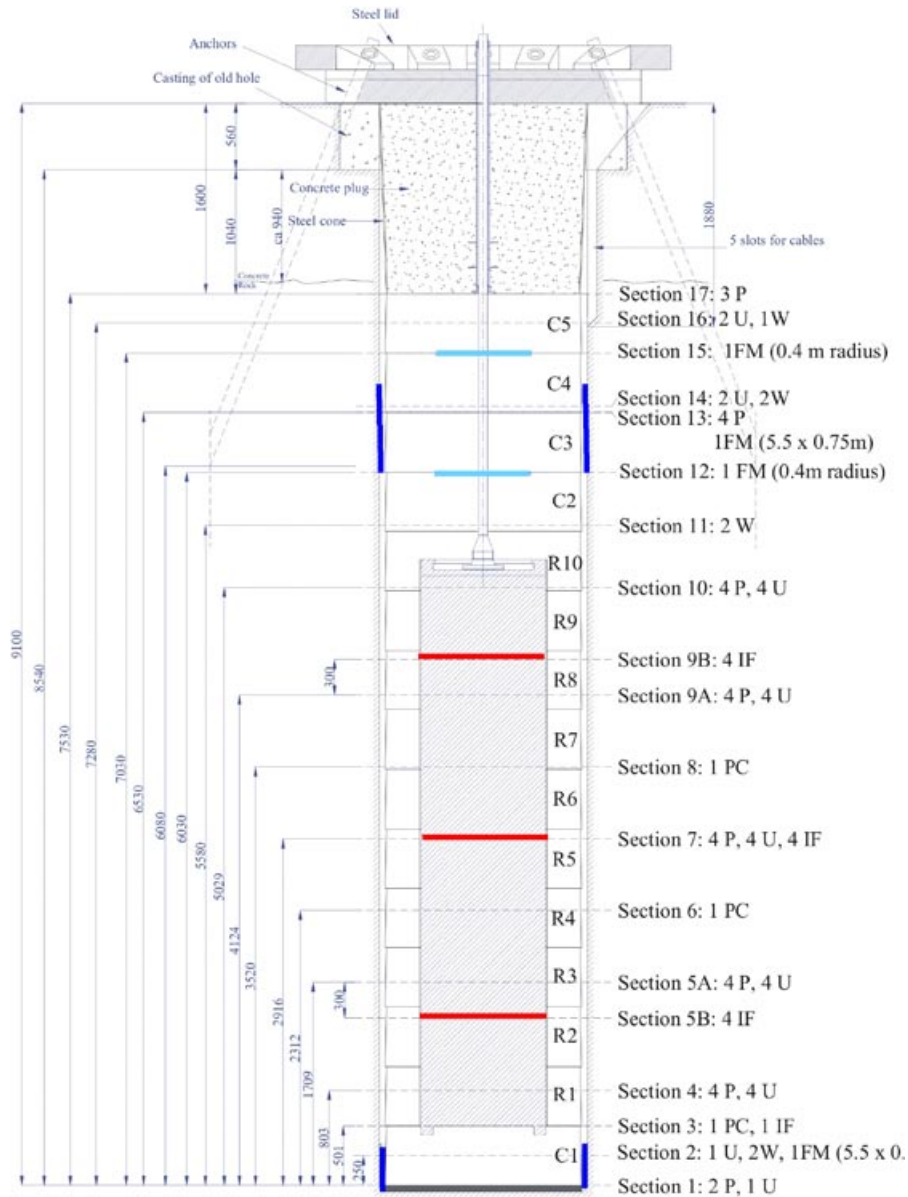 Steel lid
Anchors
Casting of old hole
560
1600
1040
ca 940
1880
Concrete plug
Steel cone
5 slots for cables
Concrete
Rock
Section 17: 3 P
C5
Section 16: 2 U, 1W
Section 15: 1FM (0.4 m radius)
C4
Section 14: 2 U, 2W
Section 13: 4 P
1FM (5.5 x 0.75m)
C3
Section 12: 1 FM (0.4m radius)
C2
Section 11: 2 W
R10
Section 10: 4 P, 4 U
R9
Section 9B: 4 IF
300
R8
Section 9A: 4 P, 4 U
R7
Section 8: 1 PC
R6
Section 7: 4 P, 4 U, 4 IF
R5
Section 6: 1 PC
R4
R3
Section 5A: 4 P, 4 U
300
Section 5B: 4 IF
R2
Section 4: 4 P, 4 U
R1
Section 3: 1 PC, 1 IF
C1
Section 2: 1 U, 2W, 1FM (5.5 x 0.
Section 1: 2 P, 1 U
9100
8540
7530
7280
7030
6530
6080
6030
5580
5029
4124
3520
2916
2312
1709
803
501
250